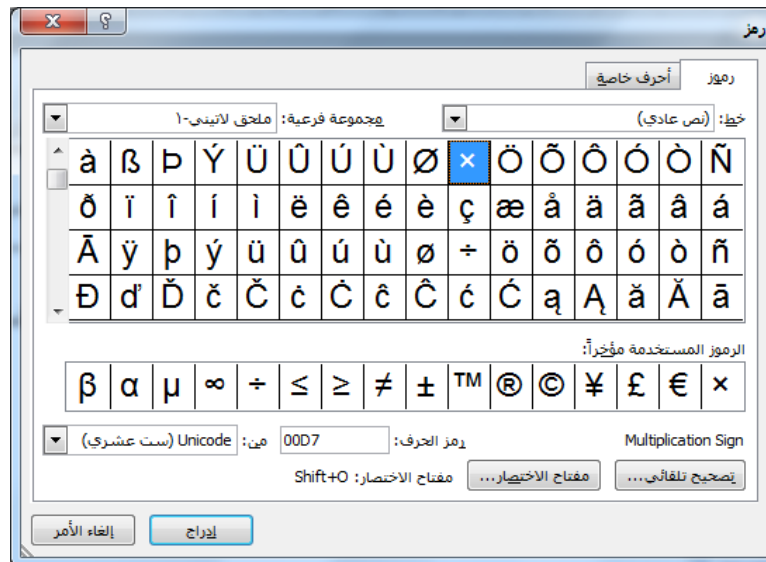 رمز
رموز أحرف خاصة
خط: (نص عادي) مجموعة فرعية: ملحق لاتيني-١
Ñ Ò Ó Ô Õ Ö × Ø Ù Ú Û Ü Ý Þ ß à
á â ã ä å æ ç è é ê ë ì í î ï ð
ñ ò ó ô õ ö ÷ ø ù ú û ü ý þ ÿ Ā
ā Ă ă Ą ą Ć ć Ĉ ĉ Ċ ċ Č č Ď ď Đ
الرموز المستخدمة مؤخراً:
× € £ ¥ © ® ™ ± ≠ ≥ ≤ ÷ ∞ µ α β
Multiplication Sign رمز الحرف: 00D7 من: Unicode (ست عشري)
تصحيح تلقائي... مفتاح الاختصار... مفتاح الاختصار: Shift+O
إدراج إلغاء الأمر